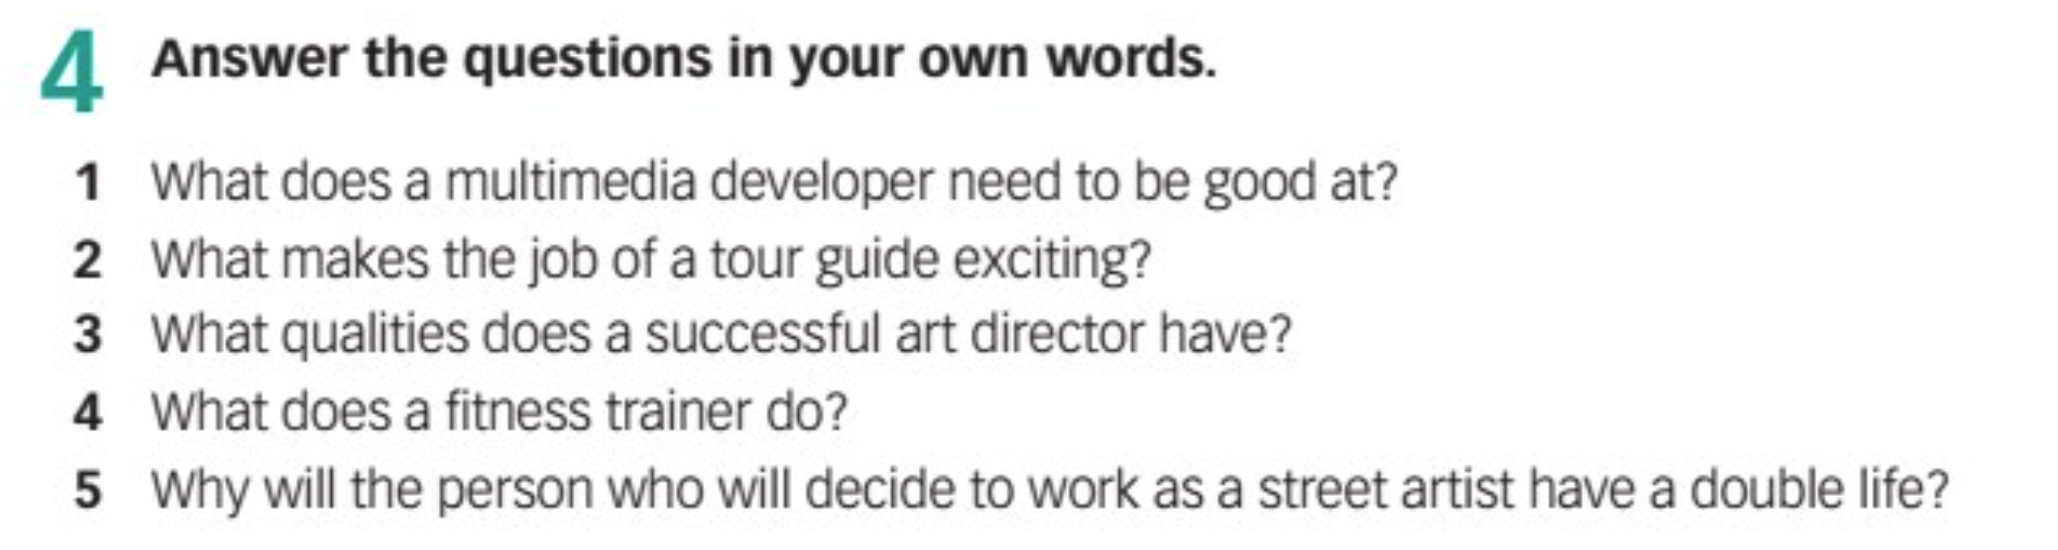 4 Answer the questions in your own words.
1 What does a multimedia developer need to be good at?
2 What makes the job of a tour guide exciting?
3 What qualities does a successful art director have?
4 What does a fitness trainer do?
5 Why will the person who will decide to work as a street artist have a double life?